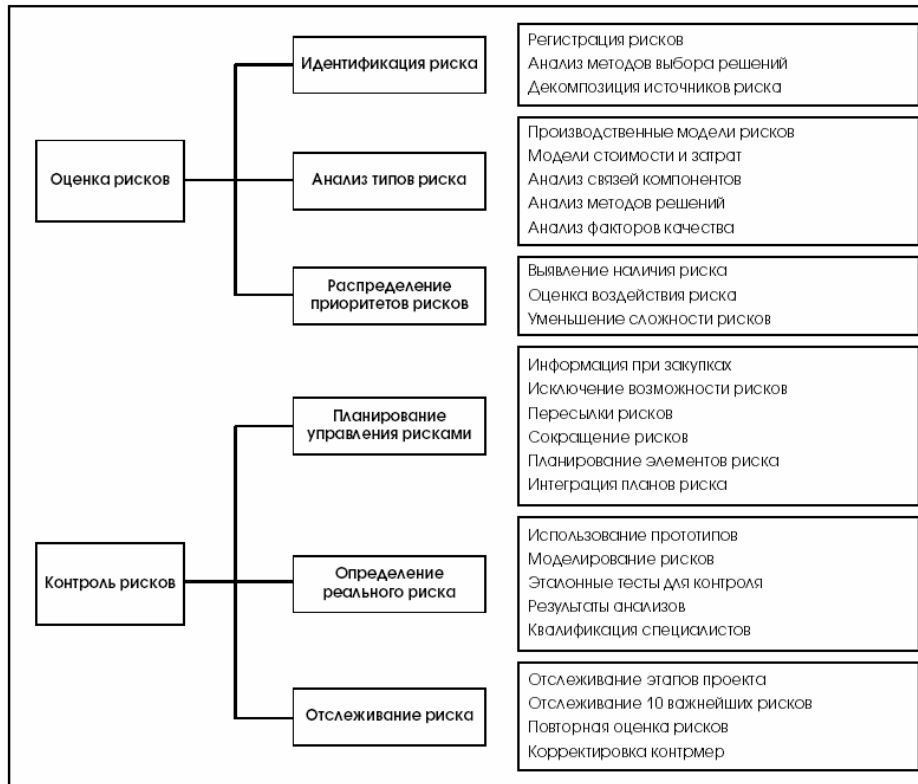 Оценка рисков
Идентификация риска
Регистрация рисков
Анализ методов выбора решений
Декомпозиция источников риска
Анализ типов риска
Производственные модели рисков
Модели стоимости и затрат
Анализ связей компонентов
Анализ методов решений
Анализ факторов качества
Распределение
приоритетов рисков
Выявление наличия риска
Оценка воздействия риска
Уменьшение сложности рисков
Контроль рисков
Планирование
управления рисками
Информация при закупках
Исключение возможности рисков
Пересылки рисков
Сокращение рисков
Планирование элементов риска
Интеграция планов риска
Определение
реального риска
Использование прототипов
Моделирование рисков
Эталонные тесты для контроля
Результаты анализов
Квалификация специалистов
Отслеживание риска
Отслеживание этапов проекта
Отслеживание 10 важнейших рисков
Повторная оценка рисков
Корректировка контрмер